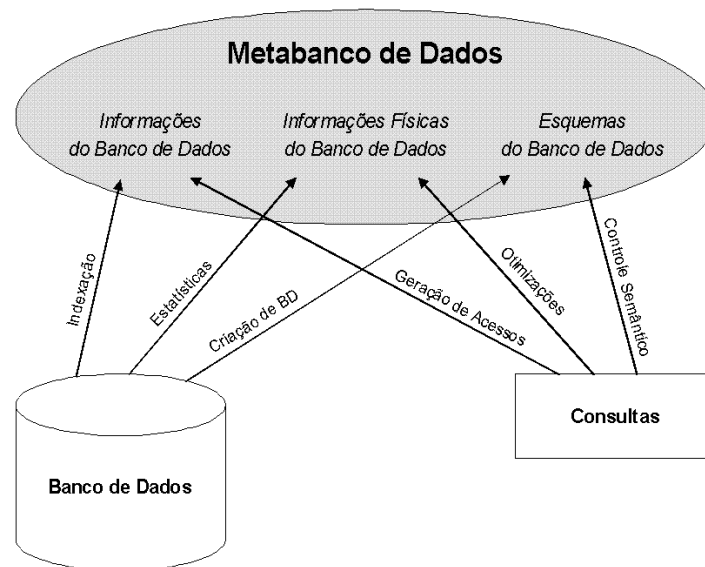 Metabanco de Dados
Informações
do Banco de Dados
Informações Físicas
do Banco de Dados
Esquemas
do Banco de Dados
Indexação
Estatísticas
Criação de BD
Geração de Acessos
Otimizações
Controle Semântico
Banco de Dados
Consultas